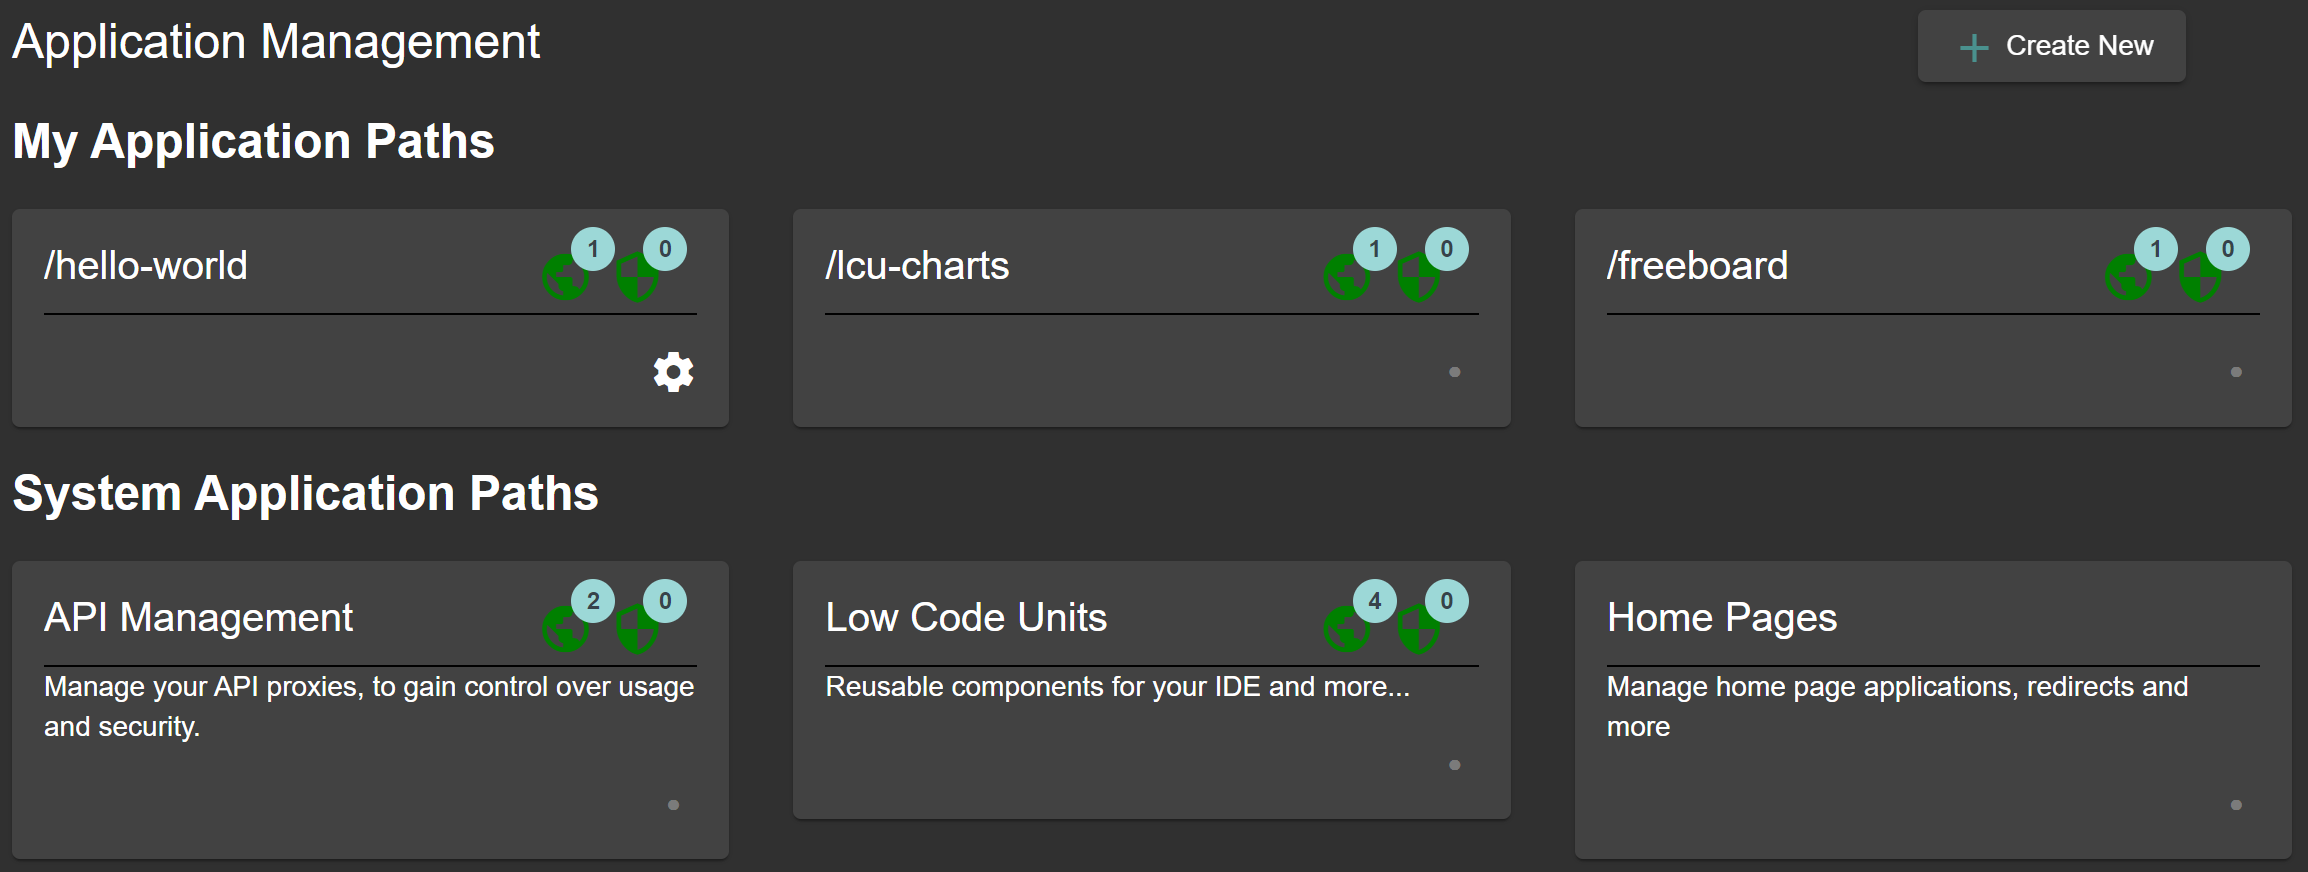 Application Management
Create New
My Application Paths
/hello-world
1
0
/lcu-charts
1
0
/freeboard
1
0
System Application Paths
API Management
2
0
Manage your API proxies, to gain control over usage
and security.
Low Code Units
4
0
Reusable components for your IDE and more...
Home Pages
Manage home page applications, redirects and
more